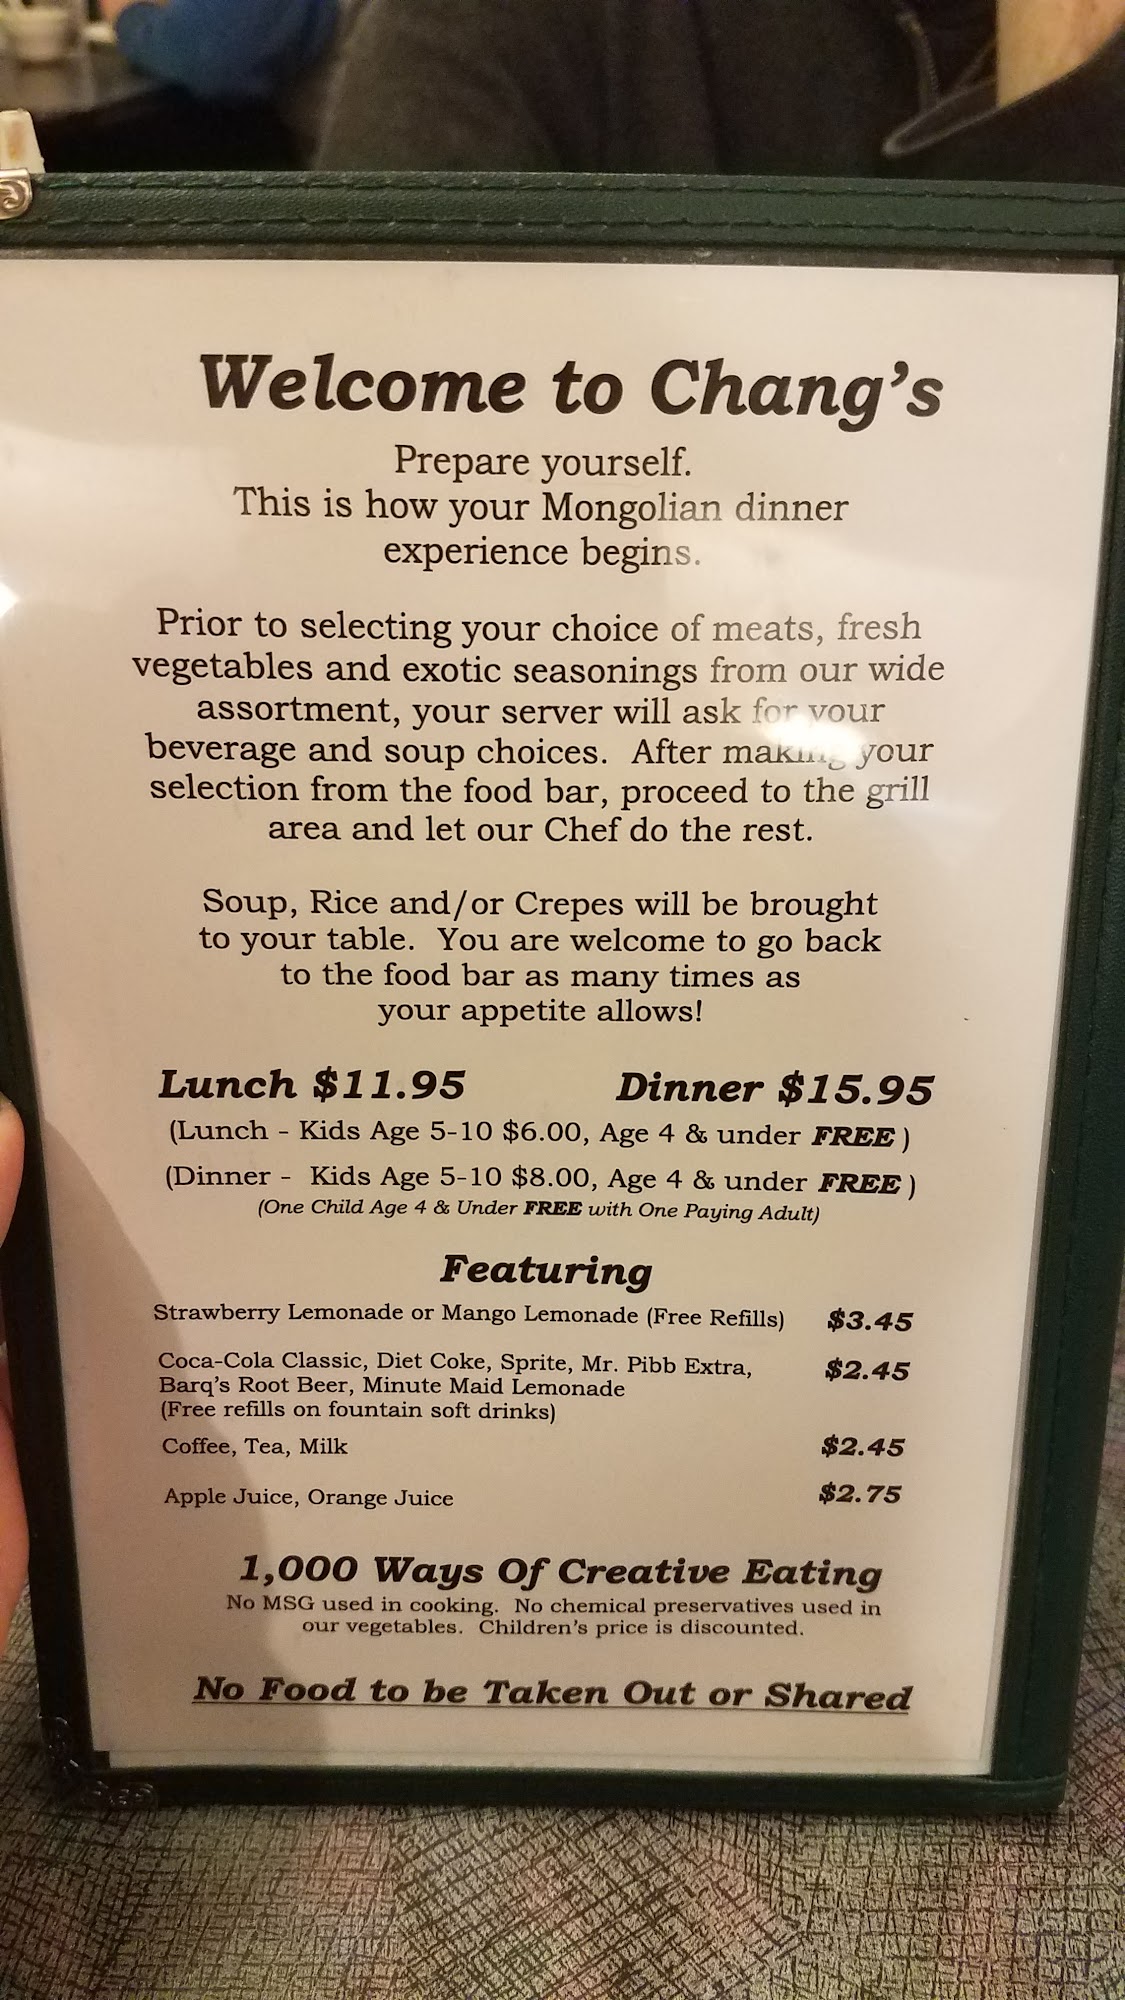 Welcome to Chang's
Prepare yourself.
This is how your Mongolian dinner
experience begins.
Prior to selecting your choice of meats, fresh
vegetables and exotic seasonings from our wide
assortment, your server will ask for your
beverage and soup choices. After making your
selection from the food bar, proceed to the grill
area and let our Chef do the rest.
Soup, Rice and/or Crepes will be brought
to your table. You are welcome to go back
to the food bar as many times as
your appetite allows!
Lunch $11.95 Dinner $15.95
(Lunch - Kids Age 5-10 $6.00, Age 4 & under FREE)
(Dinner - Kids Age 5-10 $8.00, Age 4 & under FREE)
(One Child Age 4 & Under FREE with One Paying Adult)
Featuring
Strawberry Lemonade or Mango Lemonade (Free Refills) $3.45
Coca-Cola Classic, Diet Coke, Sprite, Mr. Pibb Extra, $2.45
Barq's Root Beer, Minute Maid Lemonade
(Free refills on fountain soft drinks)
Coffee, Tea, Milk $2.45
Apple Juice, Orange Juice $2.75
1,000 Ways Of Creative Eating
No MSG used in cooking. No chemical preservatives used in
our vegetables. Children's price is discounted.
No Food to be Taken Out or Shared